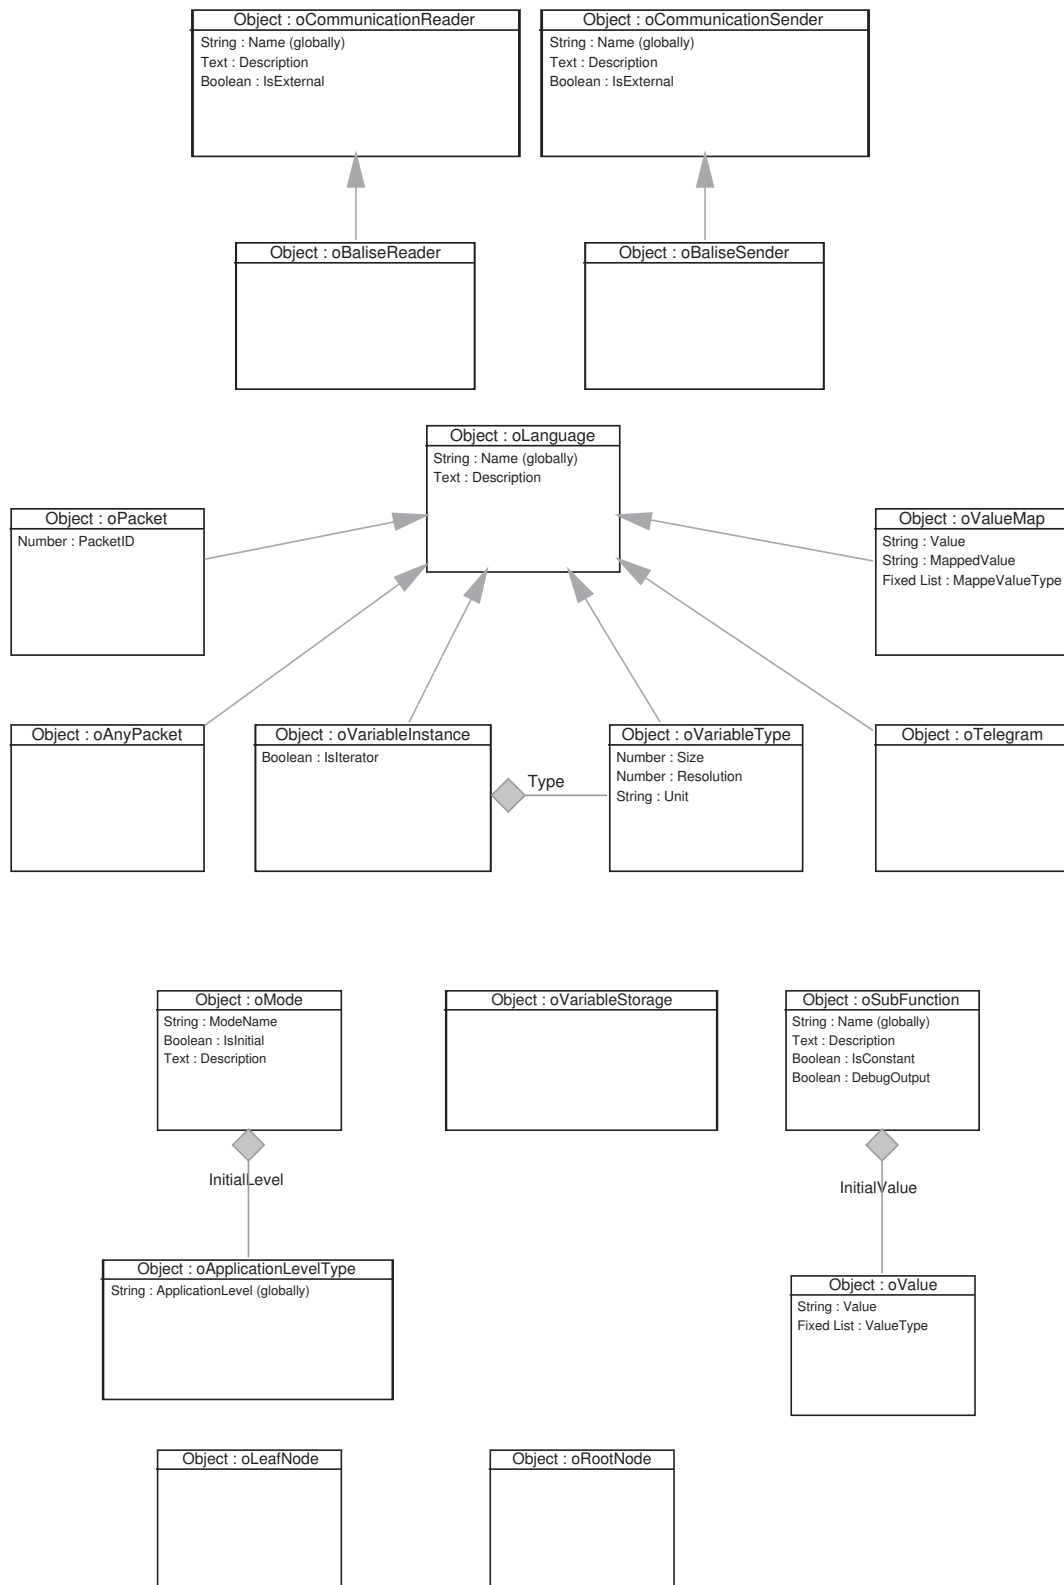 Object : oCommunicationReader
String : Name (globally)
Text : Description
Boolean : IsExternal
Object : oCommunicationSender
String : Name (globally)
Text : Description
Boolean : IsExternal
Object : oBaliseReader
Object : oBaliseSender
Object : oLanguage
String : Name (globally)
Text : Description
Object : oPacket
Number : PacketID
Object : oValueMap
String : Value
String : MappedValue
Fixed List : MappeValueType
Object : oAnyPacket
Object : oVariableInstance
Boolean : IsIterator
Type
Object : oVariableType
Number : Size
Number : Resolution
String : Unit
Object : oTelegram
Object : oMode
String : ModeName
Boolean : IsInitial
Text : Description
Object : oVariableStorage
Object : oSubFunction
String : Name (globally)
Text : Description
Boolean : IsConstant
Boolean : DebugOutput
InitialLevel
InitialValue
Object : oApplicationLevelType
String : ApplicationLevel (globally)
Object : oValue
String : Value
Fixed List : ValueType
Object : oLeafNode
Object : oRootNode